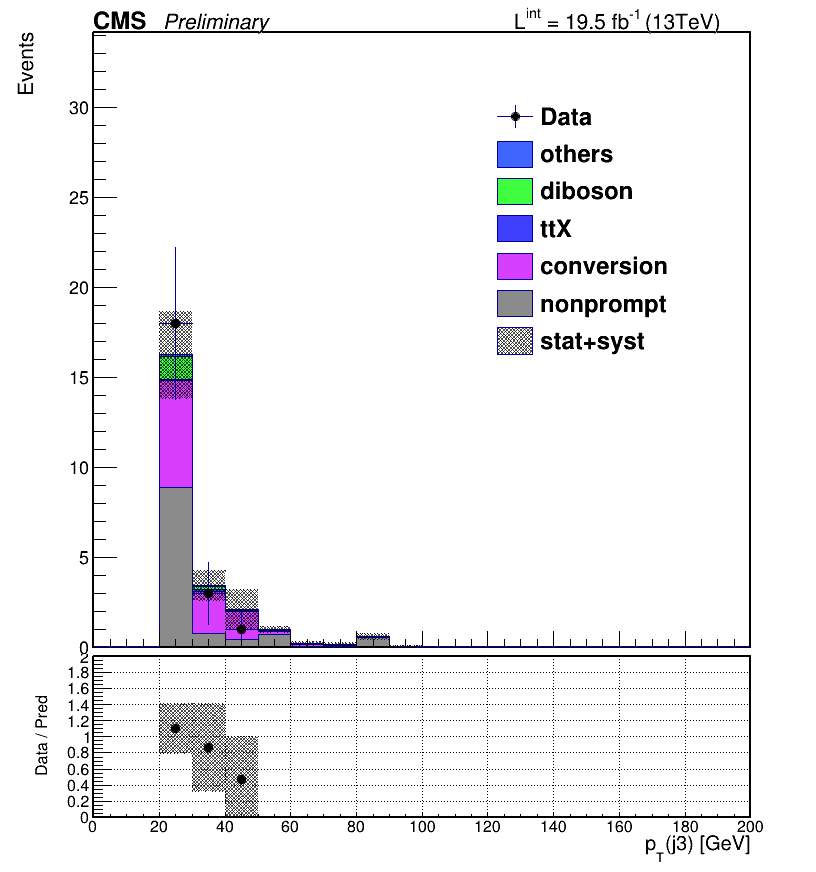 CMS Preliminary L^int = 19.5 fb^-1 (13TeV)
Events
30
25
20
15
10
5
0
Data
others
diboson
ttX
conversion
nonprompt
stat+syst
Data / Pred
2
1.8
1.6
1.4
1.2
1
0.8
0.6
0.4
0.2
0
0 20 40 60 80 100 120 140 160 180 200
p_T(j3) [GeV]